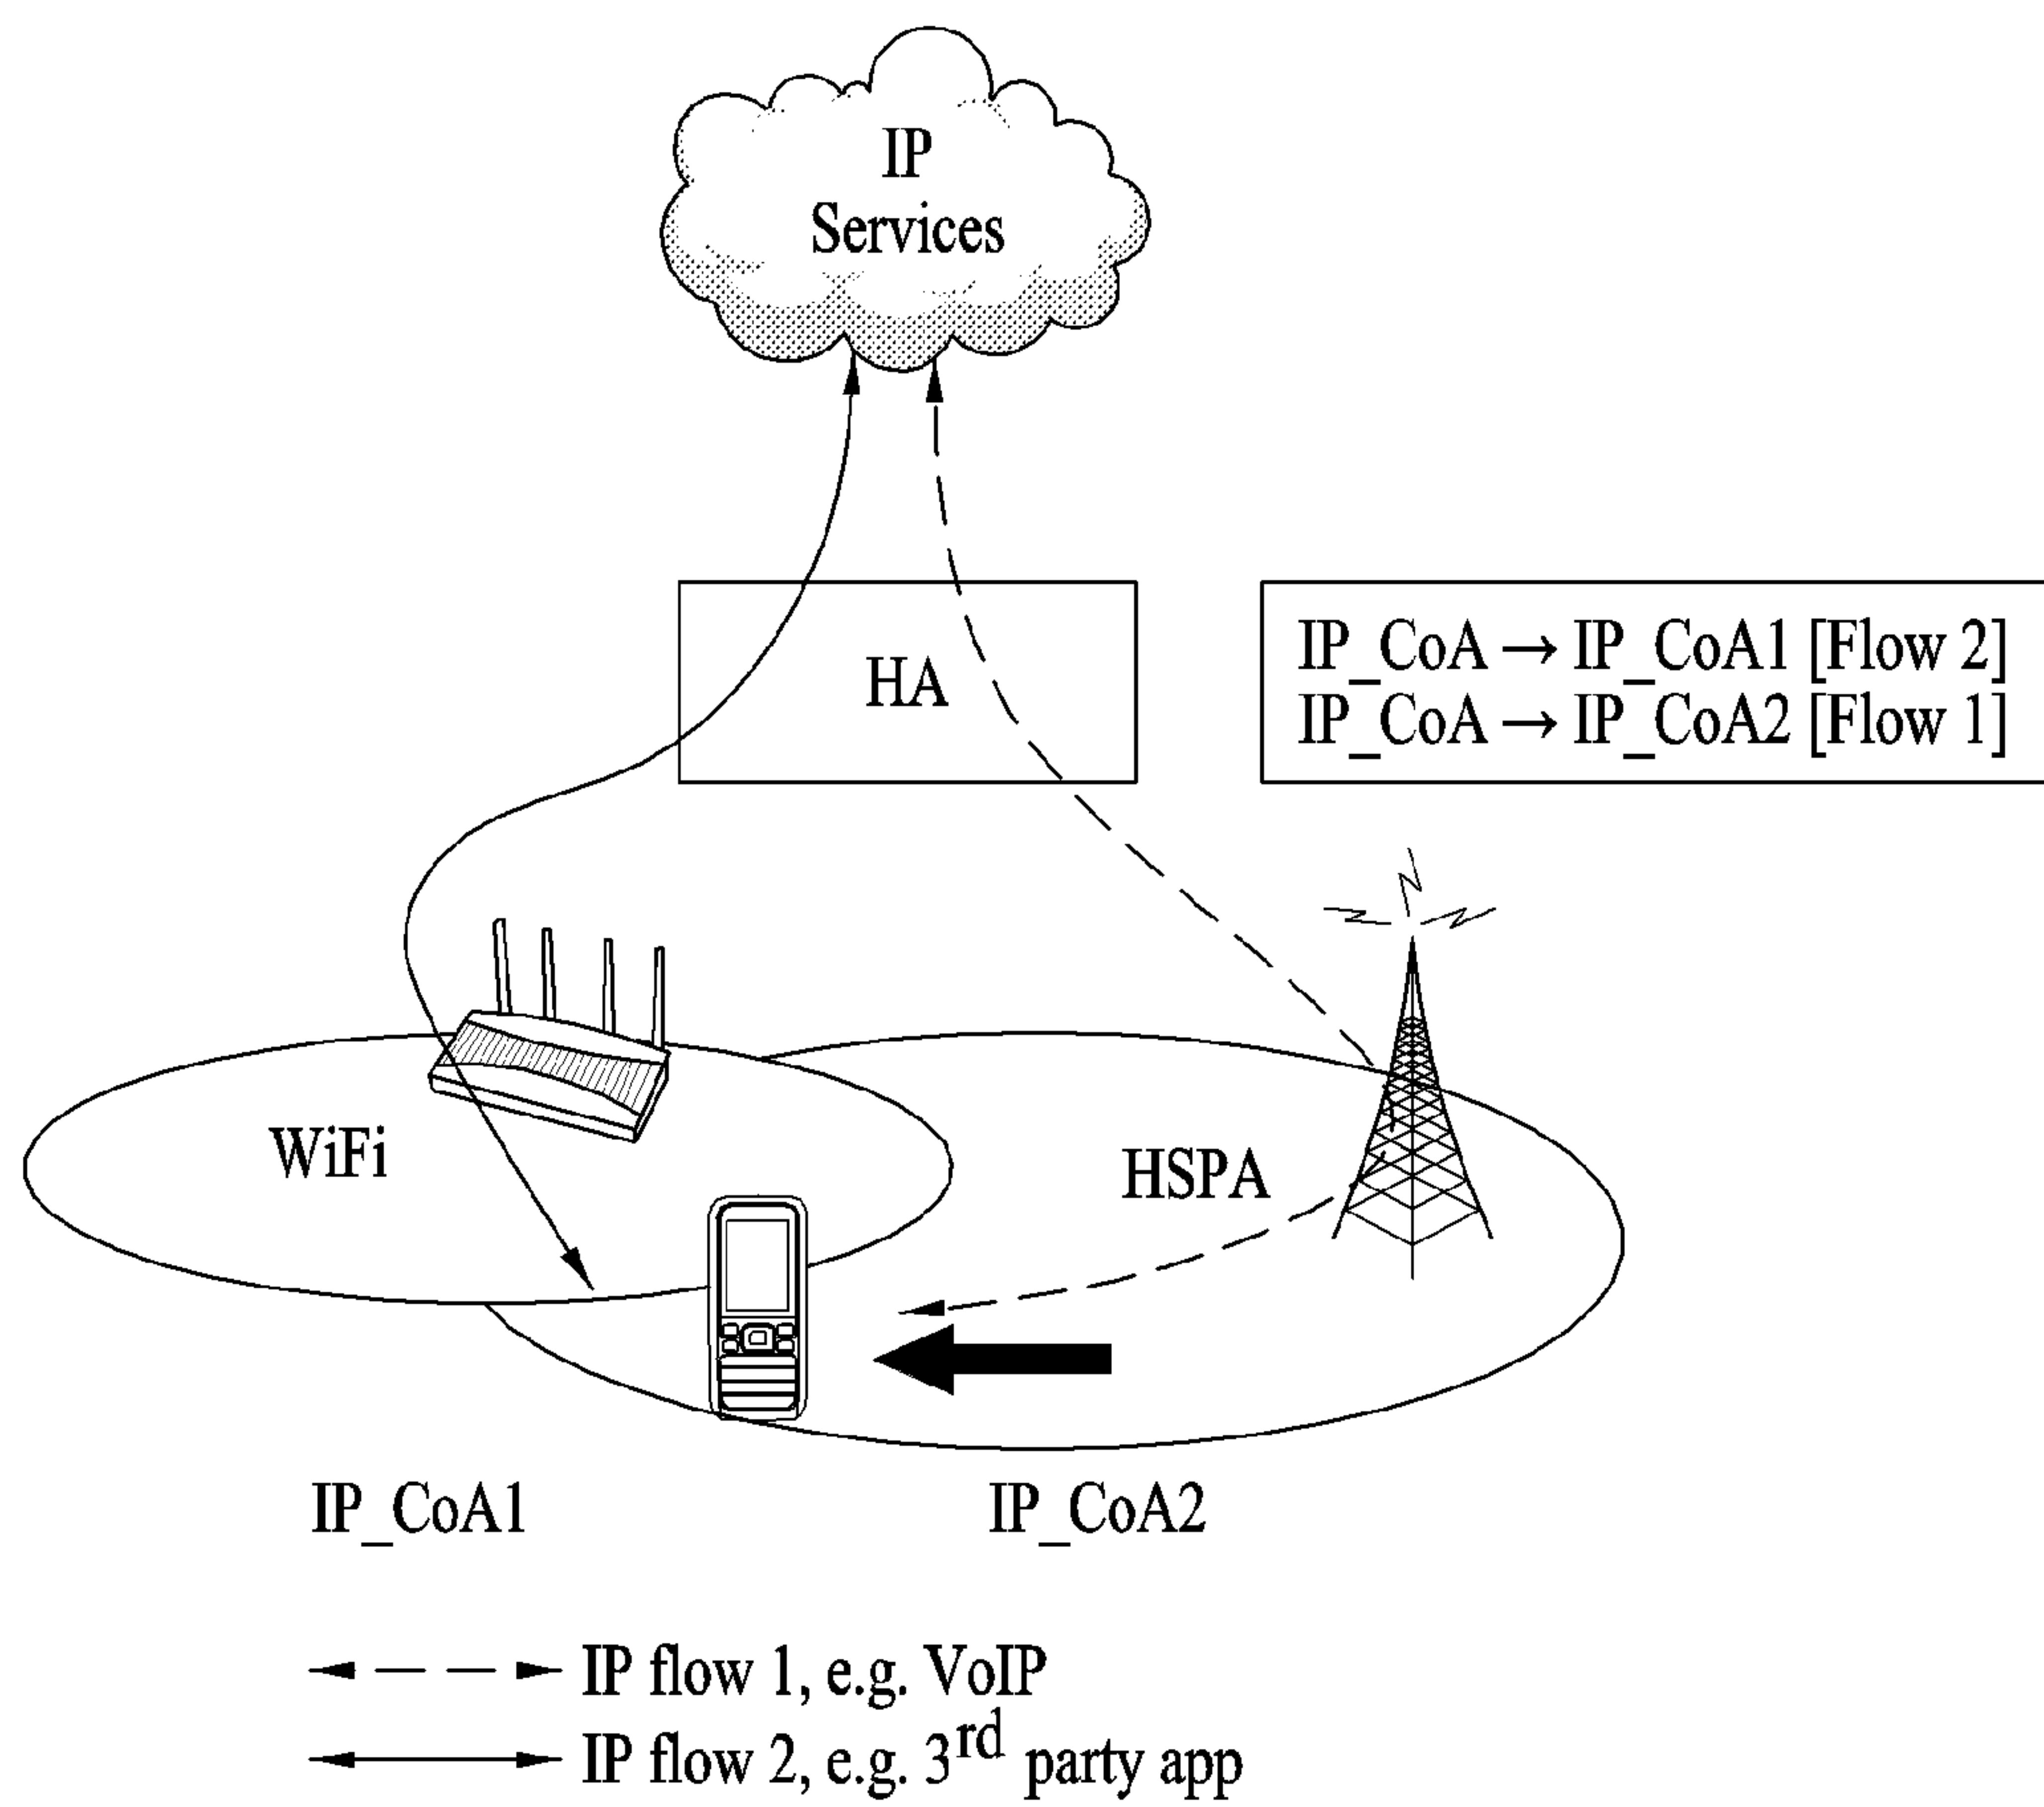 IP
Services
HA
IP_CoA → IP_CoA1 [Flow 2]
IP_CoA → IP_CoA2 [Flow 1]
WiFi
HSPA
IP_CoA1
IP_CoA2
IP flow 1, e.g. VoIP
IP flow 2, e.g. 3rd party app